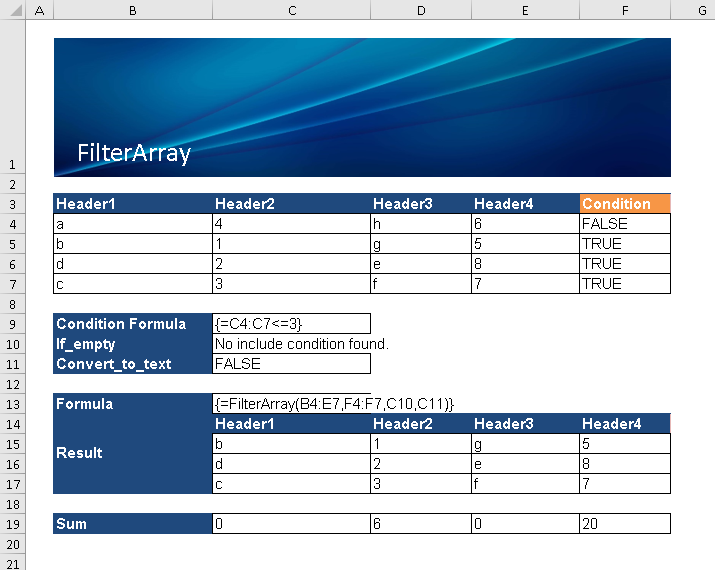 A B C D E F G
1 FilterArray
2
3 Header1 Header2 Header3 Header4 Condition
4 a 4 h 6 FALSE
5 b 1 g 5 TRUE
6 d 2 e 8 TRUE
7 c 3 f 7 TRUE
8
9 Condition Formula {=C4:C7<=3}
10 If_empty No include condition found.
11 Convert_to_text FALSE
12
13 Formula {=FilterArray(B4:E7,F4:F7,C10,C11)}
14 Header1 Header2 Header3 Header4
15 Result b 1 g 5
16 d 2 e 8
17 c 3 f 7
18
19 Sum 0 6 0 20
20
21